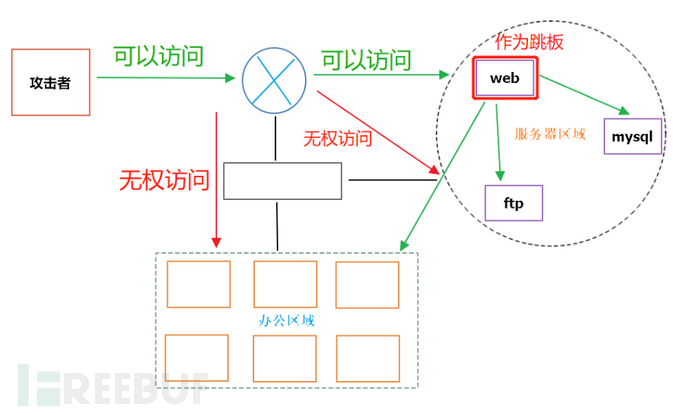 作为跳板
可以访问
可以访问
攻击者
web
无权访问
服务器区域
mysql
无权访问
ftp
办公区域
FREEBUF